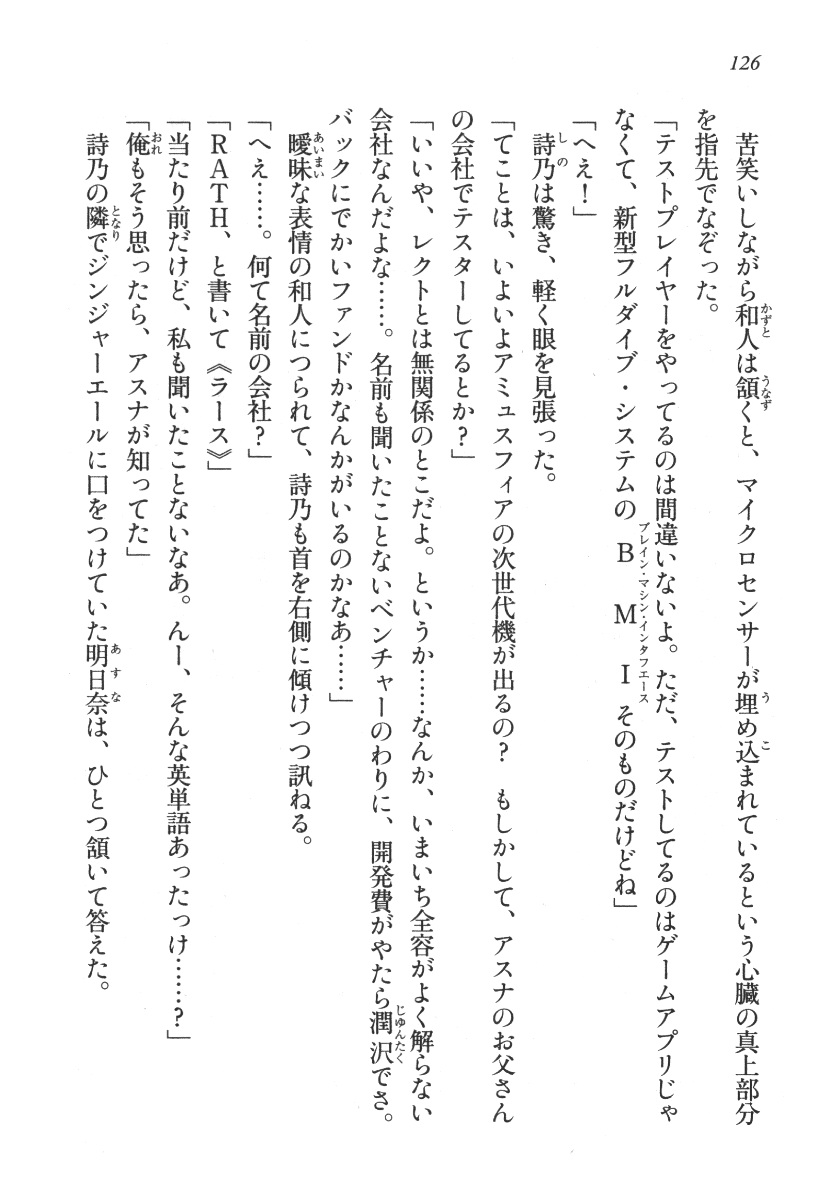 126
苦笑いしながら和人は頷くと、マイクロセンサーが埋め込まれているという心臓の真上部分
を指先でなぞった。
「テストプレイヤーをやってるのは間違いないよ。ただ、テストしてるのはゲームアプリじゃ
なくて、新型フルダイブ・システムのＢＭＩそのものだけどね」
「へえ！」
詩乃は驚き、軽く眼を見張った。
「てことは、いよいよアミュスフィアの次世代機が出るの？　もしかして、アスナのお父さん
の会社でテスターしてるとか？」
「いいや、レクトとは無関係のとこだよ。というか……なんか、いまいち全容がよく解らない
会社なんだよな……。名前も聞いたことないベンチャーのわりに、開発費がやたら潤沢でさ。
バックにでかいファンドかなんかがいるのかなあ……」
曖昧な表情の和人につられて、詩乃も首を右側に傾けつつ訊ねる。
「へえ……。何て名前の会社？」
「ＲＡＴＨ、と書いて《ラース》」
「当たり前だけど、私も聞いたことないなあ。んー、そんな英単語あったっけ……？」
「俺もそう思ったら、アスナが知ってた」
詩乃の隣でジンジャーエールに口をつけていた明日奈は、ひとつ頷いて答えた。